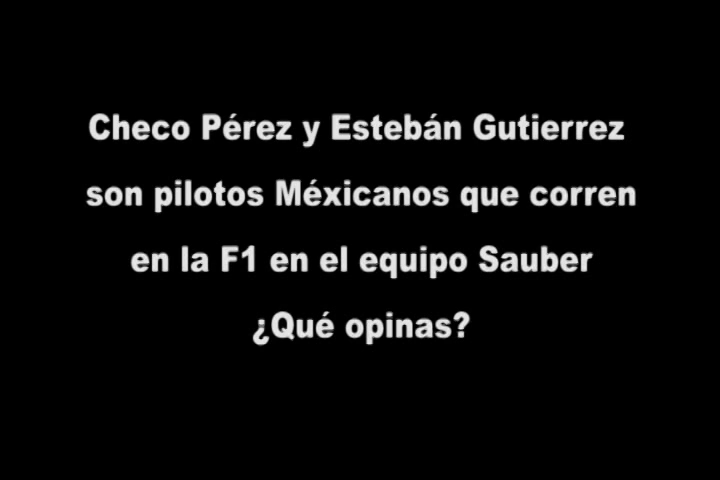 Checo Pérez y Estebán Gutierrez
son pilotos Méxicanos que corren
en la F1 en el equipo Sauber
¿Qué opinas?